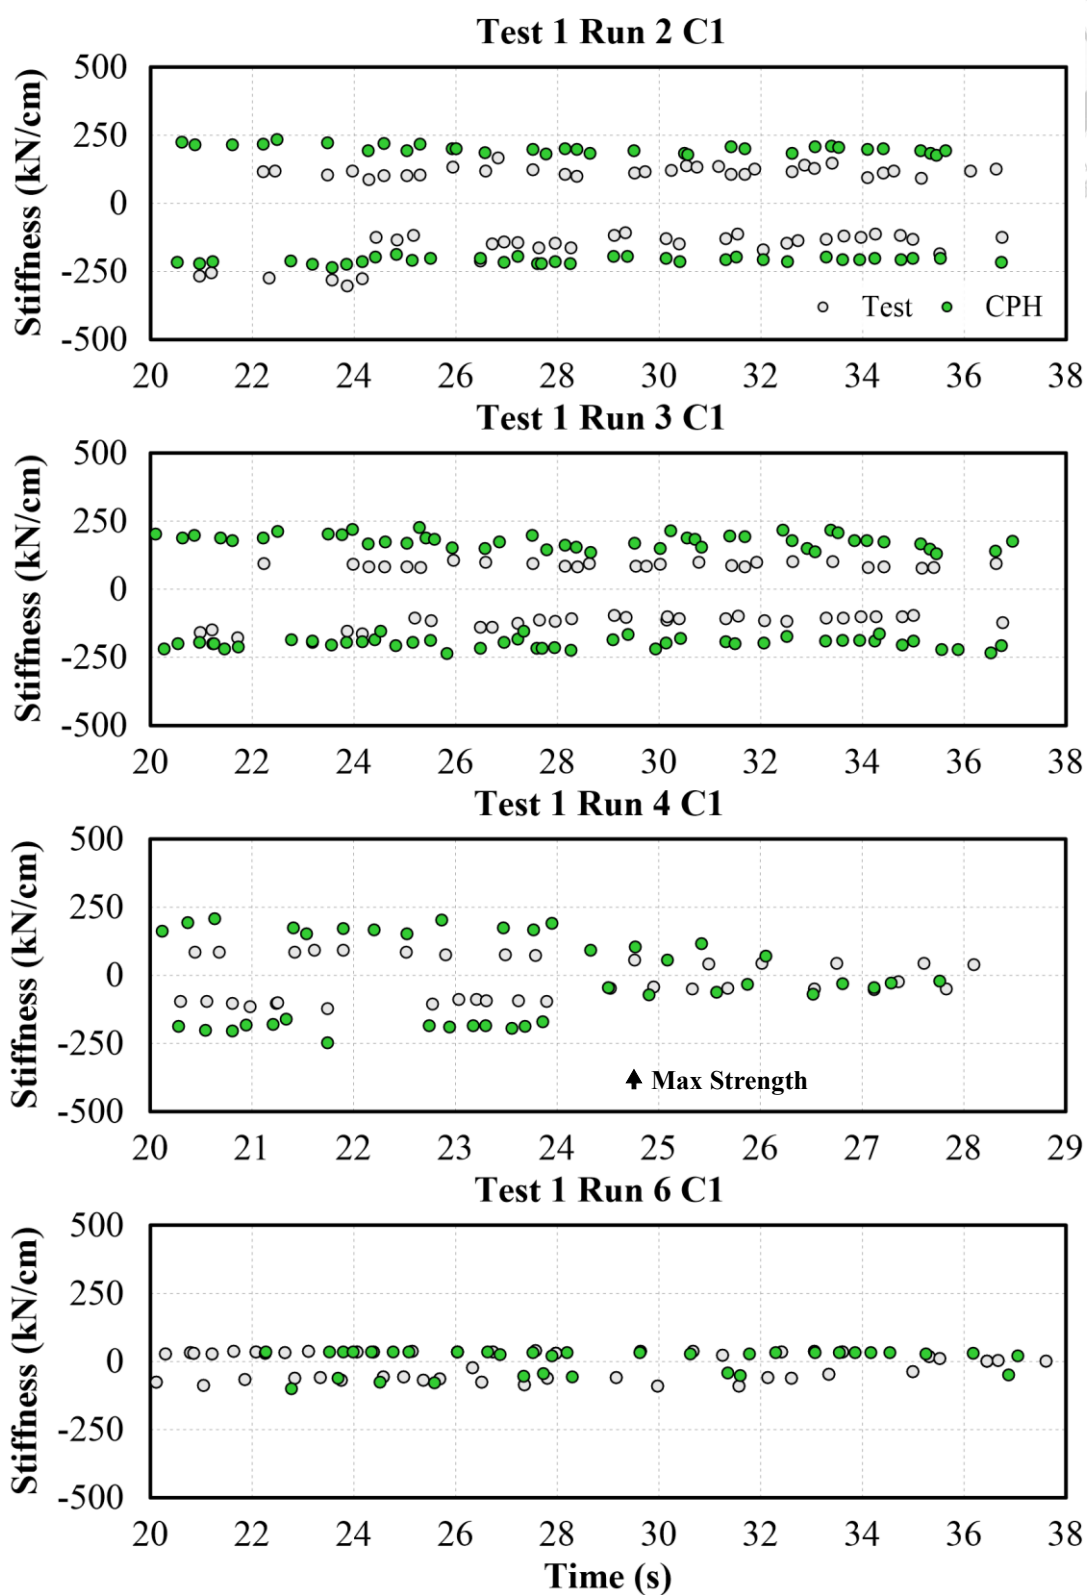 Test 1 Run 2 C1
Stiffness (kN/cm)
500
250
0
-250
-500
Test CPH
20 22 24 26 28 30 32 34 36 38
Test 1 Run 3 C1
Stiffness (kN/cm)
500
250
0
-250
-500
20 22 24 26 28 30 32 34 36 38
Test 1 Run 4 C1
Stiffness (kN/cm)
500
250
0
-250
-500
Max Strength
20 21 22 23 24 25 26 27 28 29
Test 1 Run 6 C1
Stiffness (kN/cm)
500
250
0
-250
-500
20 22 24 26 28 30 32 34 36 38
Time (s)